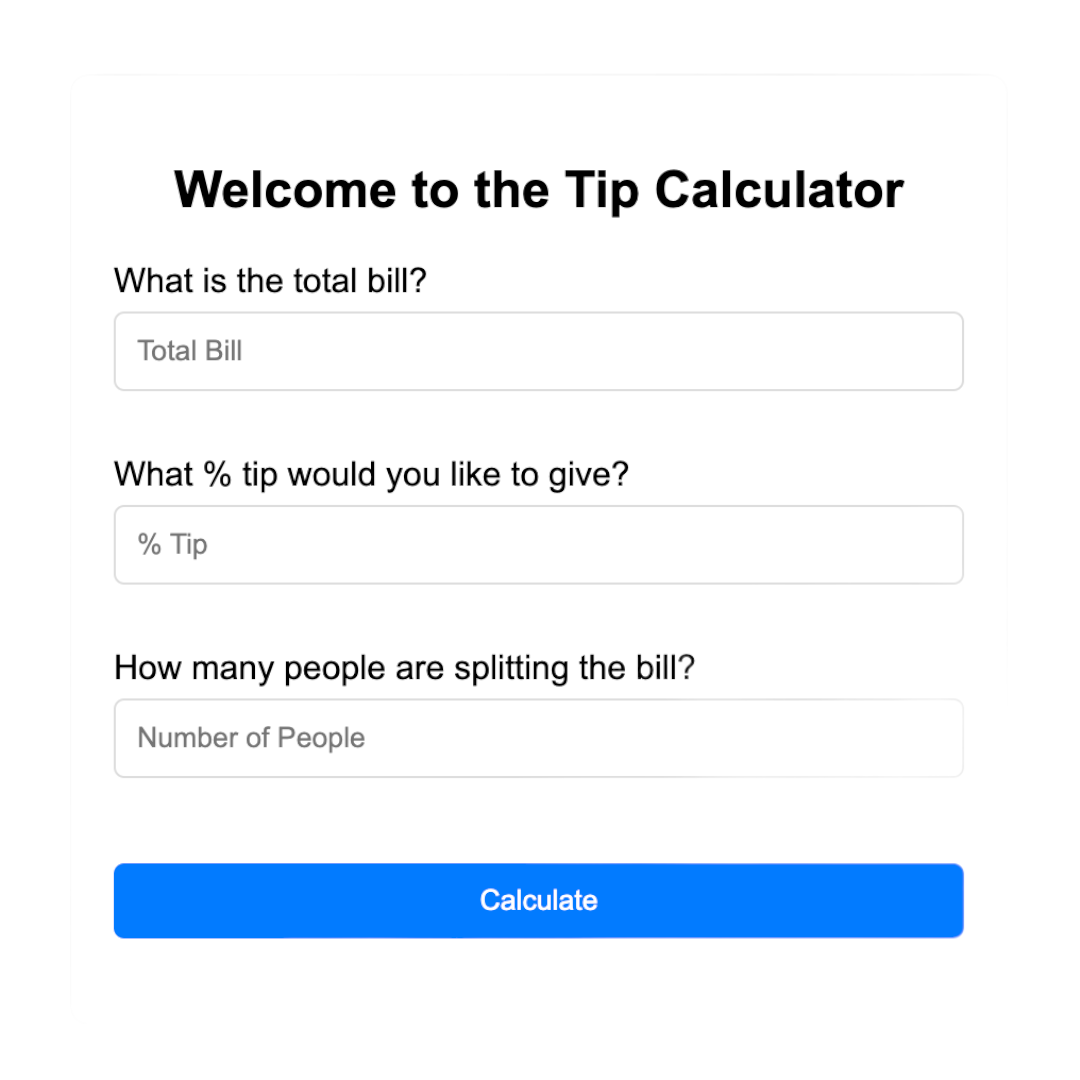 Welcome to the Tip Calculator
What is the total bill?
Total Bill
What % tip would you like to give?
% Tip
How many people are splitting the bill?
Number of People
Calculate